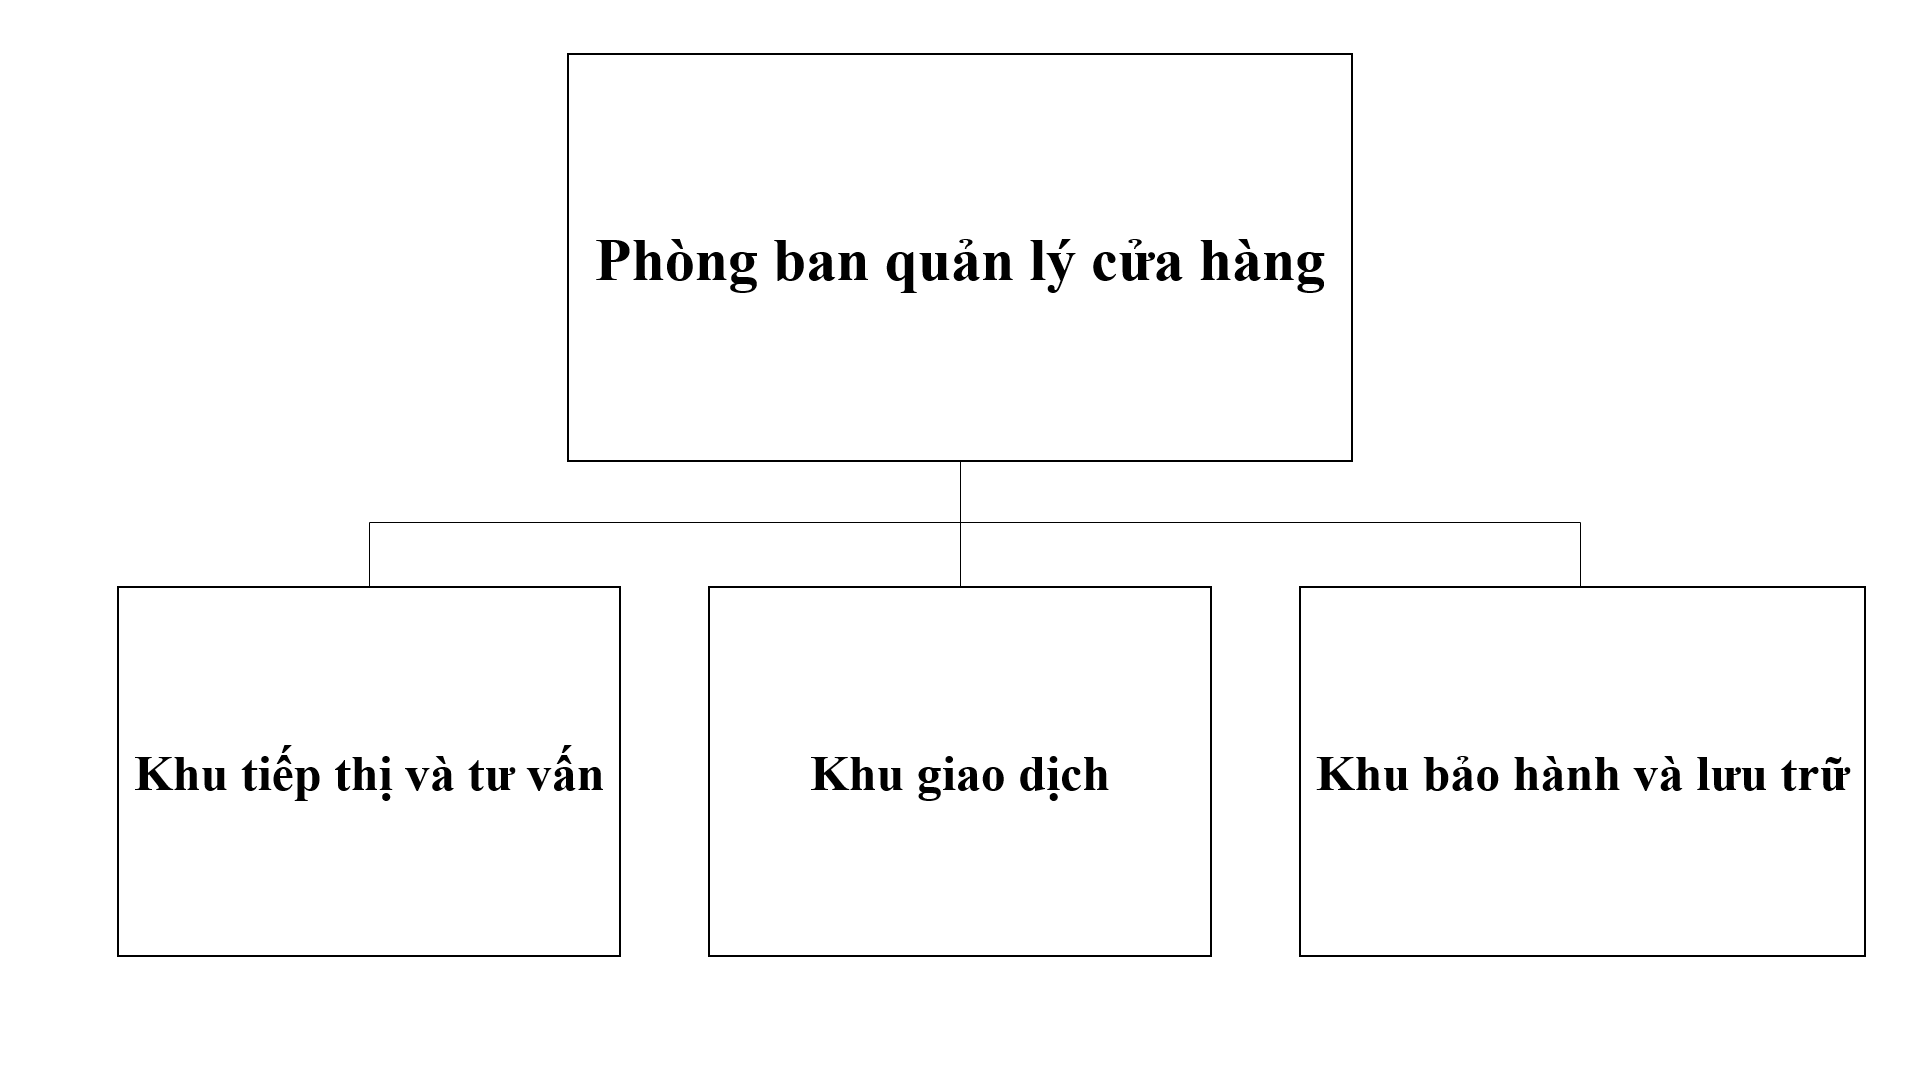 Phòng ban quản lý cửa hàng
Khu tiếp thị và tư vấn
Khu giao dịch
Khu bảo hành và lưu trữ